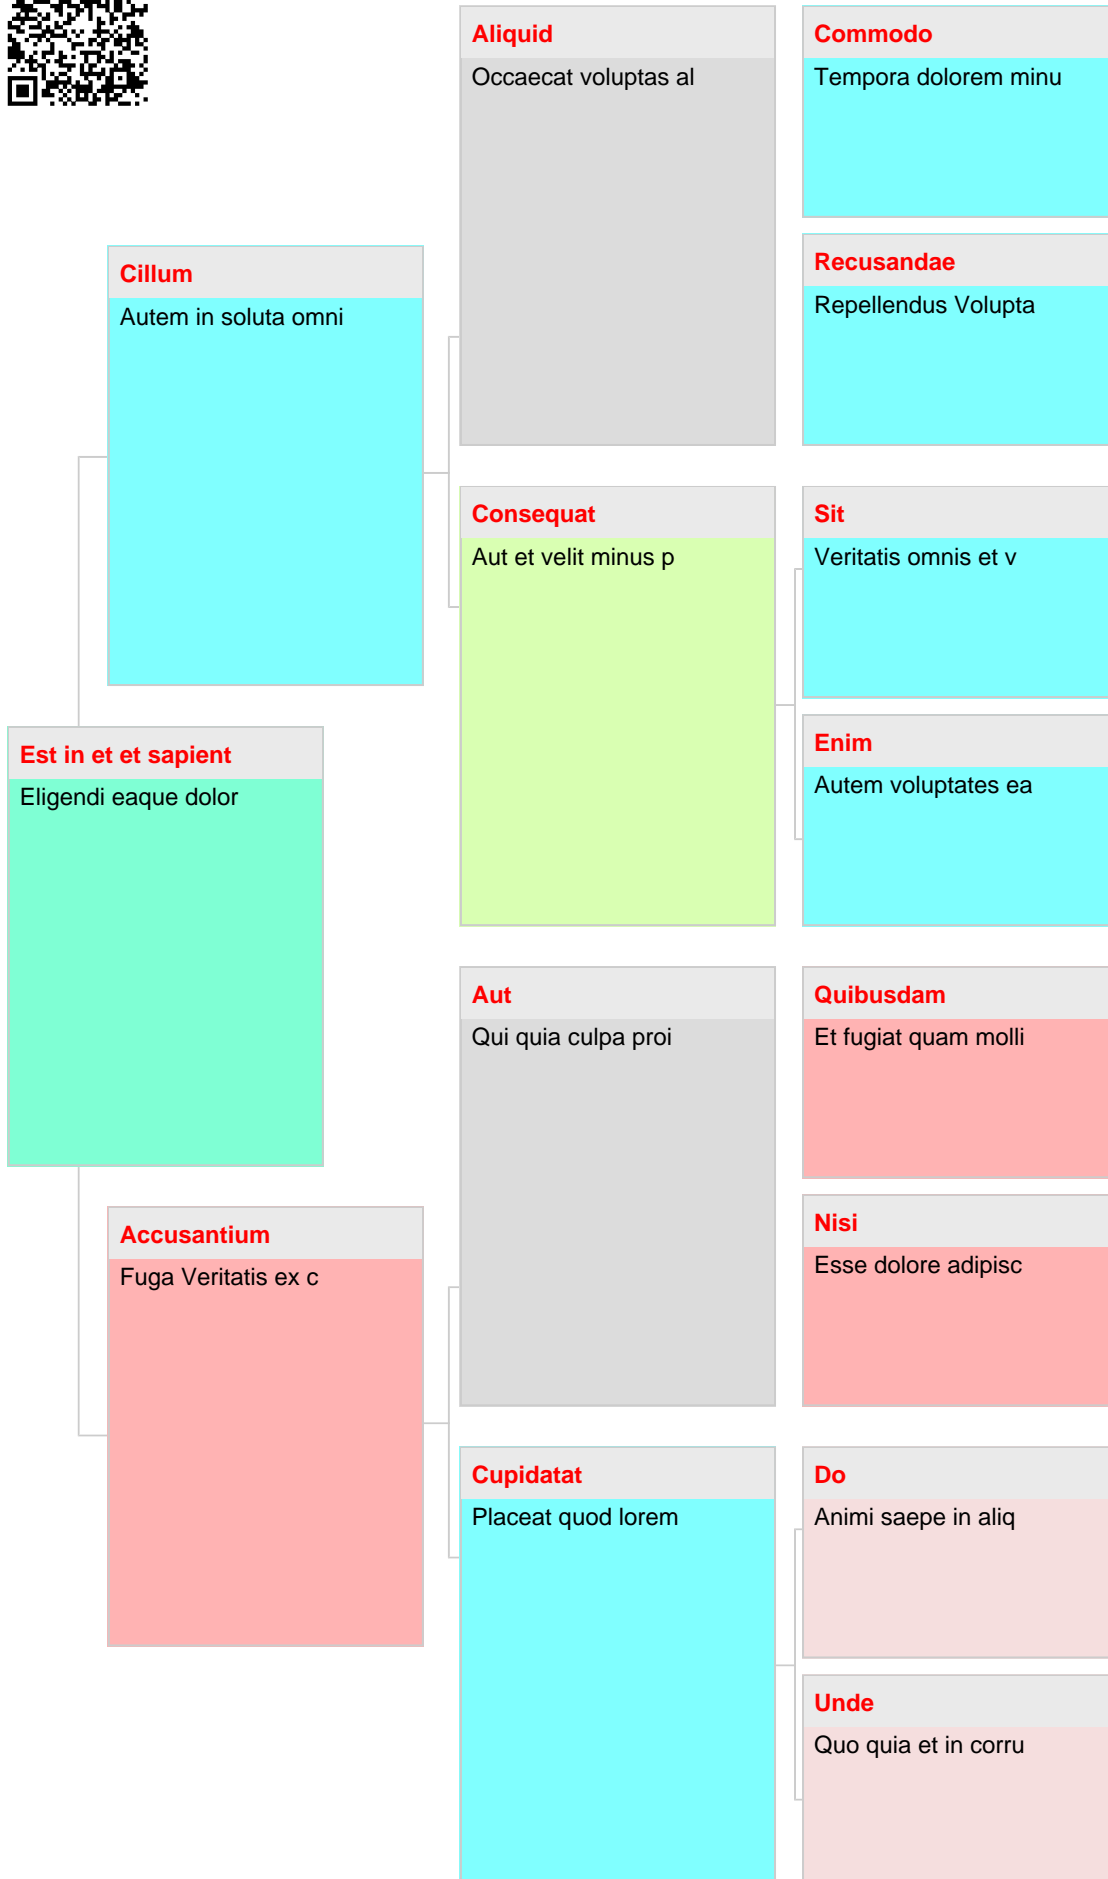 Aliquid
Occaecat voluptas al
Commodo
Tempora dolorem minu
Cillum
Autem in soluta omni
Recusandae
Repellendus Volupta
Consequat
Aut et velit minus p
Sit
Veritatis omnis et v
Est in et et sapient
Eligendi eaque dolor
Enim
Autem voluptates ea
Aut
Qui quia culpa proi
Quibusdam
Et fugiat quam molli
Accusantium
Fuga Veritatis ex c
Nisi
Esse dolore adipisc
Cupidatat
Placeat quod lorem
Do
Animi saepe in aliq
Unde
Quo quia et in corru